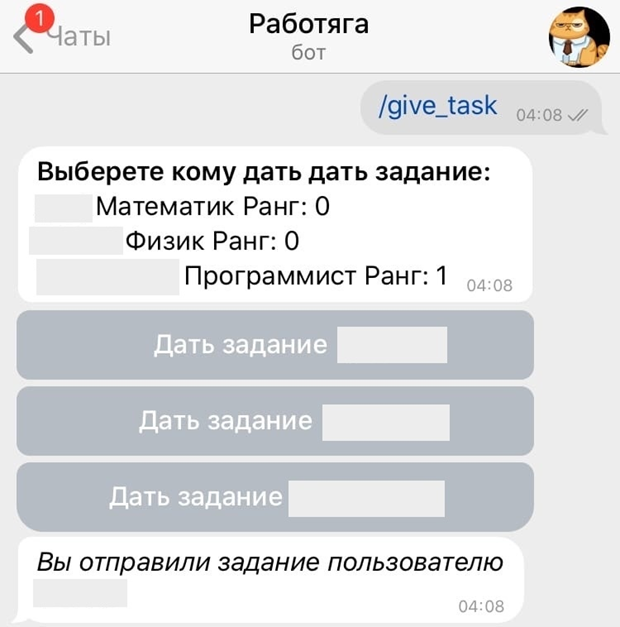 1
Чаты
Работяга
бот
/give_task 04:08
Выберете кому дать дать задание:
Математик Ранг: 0
Физик Ранг: 0
Программист Ранг: 1 04:08
Дать задание
Дать задание
Дать задание
Вы отправили задание пользователю
04:08